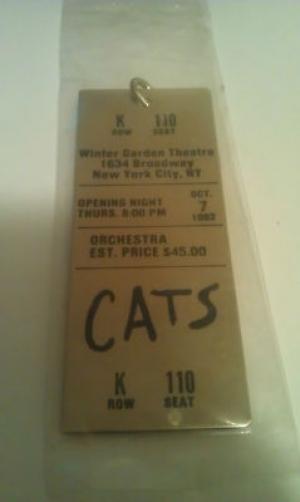 K 110
ROW SEAT
Winter Garden Theatre
1634 Broadway
New York City, NY
OPENING NIGHT
THURS. 8:00 PM
OCT.
7
1982
ORCHESTRA
EST. PRICE $45.00
CATS
K 110
ROW SEAT